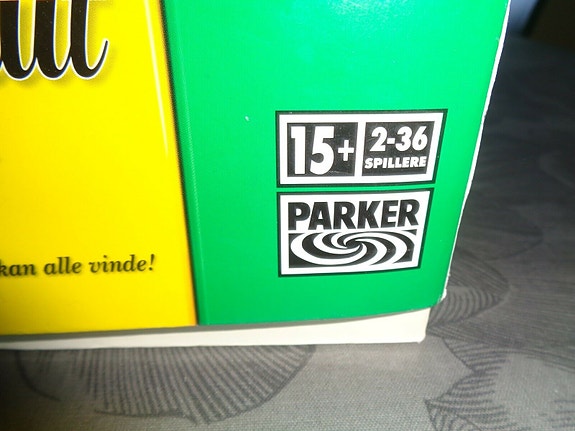 kan alle vinde!
15+
2-36
SPILLERE
PARKER